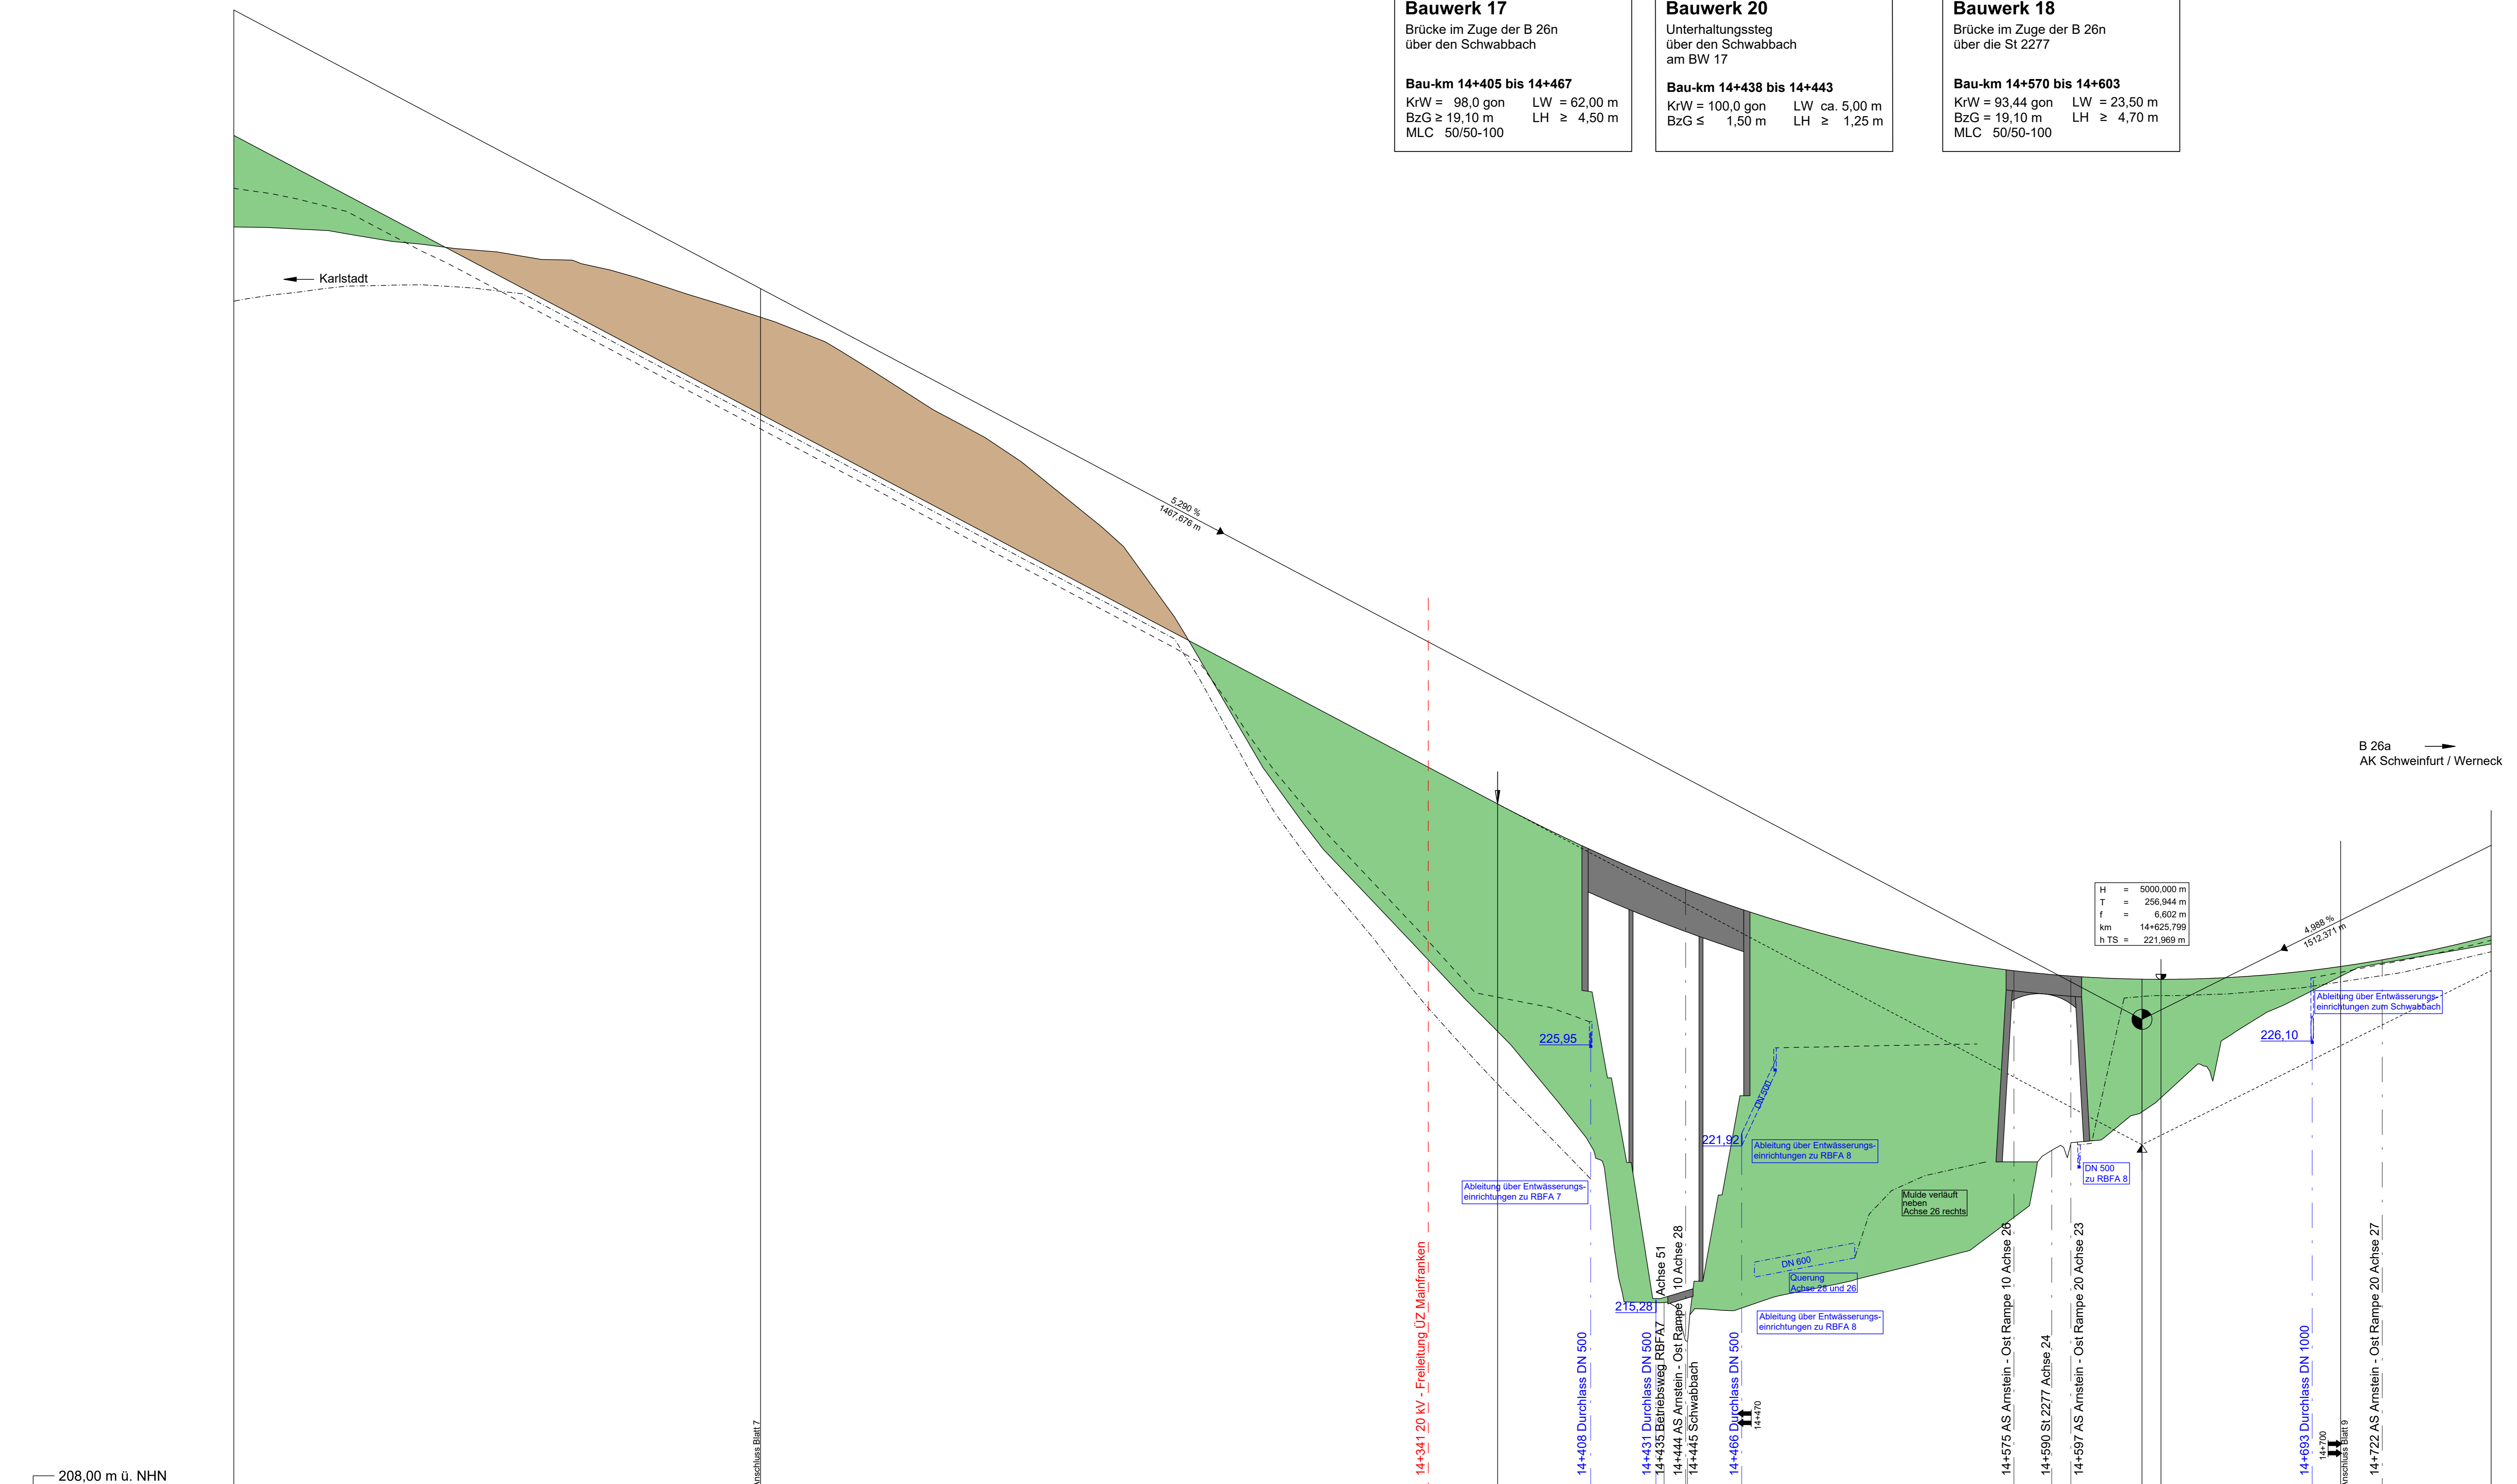 Bauwerk 17
Brücke im Zuge der B 26n
über den Schwabbach
Bau-km 14+405 bis 14+467
KrW = 98,0 gon LW = 62,00 m
BzG ≥ 19,10 m LH ≥ 4,50 m
MLC 50/50-100
Bauwerk 20
Unterhaltungssteg
über den Schwabbach
am BW 17
Bau-km 14+438 bis 14+443
KrW = 100,0 gon LW ca. 5,00 m
BzG ≤ 1,50 m LH ≥ 1,25 m
Bauwerk 18
Brücke im Zuge der B 26n
über die St 2277
Bau-km 14+570 bis 14+603
KrW = 93,44 gon LW = 23,50 m
BzG = 19,10 m LH ≥ 4,70 m
MLC 50/50-100
Karlstadt
5,290 %
1467,676 m
B 26a
AK Schweinfurt / Werneck
H = 5000,000 m
T = 256,944 m
f = 6,602 m
km 14+625,799
h TS = 221,969 m
4,988 %
1512,371 m
Ableitung über Entwässerungs-
einrichtungen zum Schwabbach
225,95
226,10
DN 500
221,92
Ableitung über Entwässerungs-
einrichtungen zu RBFA 8
DN 500
zu RBFA 8
Ableitung über Entwässerungs-
einrichtungen zu RBFA 7
Mulde verläuft
neben
Achse 26 rechts
DN 600
Querung
Achse 28 und 26
215,28
Ableitung über Entwässerungs-
einrichtungen zu RBFA 8
Anschluss Blatt 7
14+341 20 kV - Freileitung ÜZ Mainfranken
14+408 Durchlass DN 500
14+431 Durchlass DN 500
14+435 Betriebsweg RBFA7 Achse 51
14+444 AS Arnstein - Ost Rampe 10 Achse 28
14+445 Schwabbach
14+466 Durchlass DN 500
14+470
14+575 AS Arnstein - Ost Rampe 10 Achse 26
14+590 St 2277 Achse 24
14+597 AS Arnstein - Ost Rampe 20 Achse 23
14+693 Durchlass DN 1000
14+700
Anschluss Blatt 9
14+722 AS Arnstein - Ost Rampe 20 Achse 27
208,00 m ü. NHN